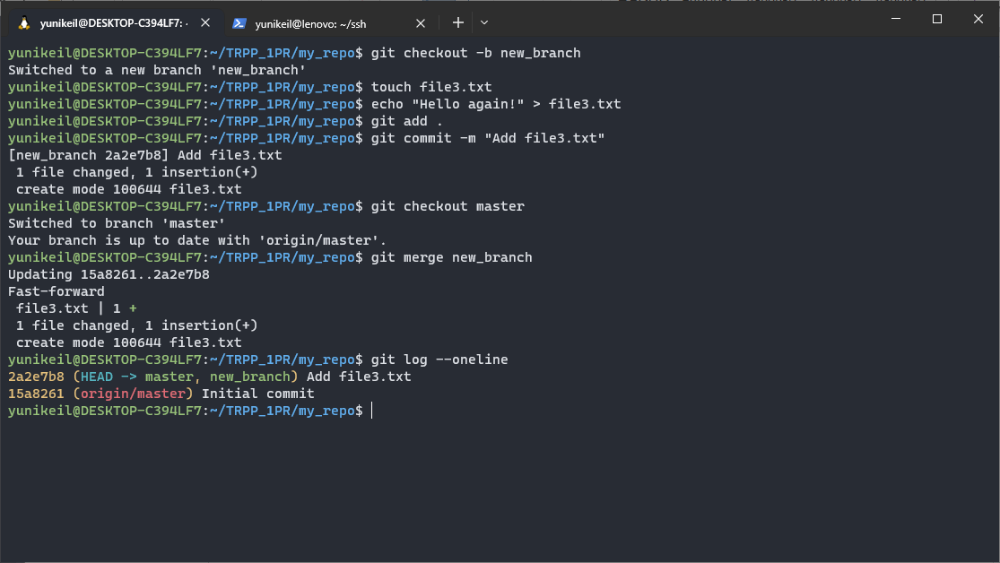 yunikeil@DESKTOP-C394LF7: ·
yunikeil@lenovo: ~/ssh
yunikeil@DESKTOP-C394LF7:~/TRPP_1PR/my_repo$ git checkout -b new_branch
Switched to a new branch 'new_branch'
yunikeil@DESKTOP-C394LF7:~/TRPP_1PR/my_repo$ touch file3.txt
yunikeil@DESKTOP-C394LF7:~/TRPP_1PR/my_repo$ echo "Hello again!" > file3.txt
yunikeil@DESKTOP-C394LF7:~/TRPP_1PR/my_repo$ git add .
yunikeil@DESKTOP-C394LF7:~/TRPP_1PR/my_repo$ git commit -m "Add file3.txt"
[new_branch 2a2e7b8] Add file3.txt
 1 file changed, 1 insertion(+)
 create mode 100644 file3.txt
yunikeil@DESKTOP-C394LF7:~/TRPP_1PR/my_repo$ git checkout master
Switched to branch 'master'
Your branch is up to date with 'origin/master'.
yunikeil@DESKTOP-C394LF7:~/TRPP_1PR/my_repo$ git merge new_branch
Updating 15a8261..2a2e7b8
Fast-forward
 file3.txt | 1 +
 1 file changed, 1 insertion(+)
 create mode 100644 file3.txt
yunikeil@DESKTOP-C394LF7:~/TRPP_1PR/my_repo$ git log --oneline
2a2e7b8 (HEAD -> master, new_branch) Add file3.txt
15a8261 (origin/master) Initial commit
yunikeil@DESKTOP-C394LF7:~/TRPP_1PR/my_repo$